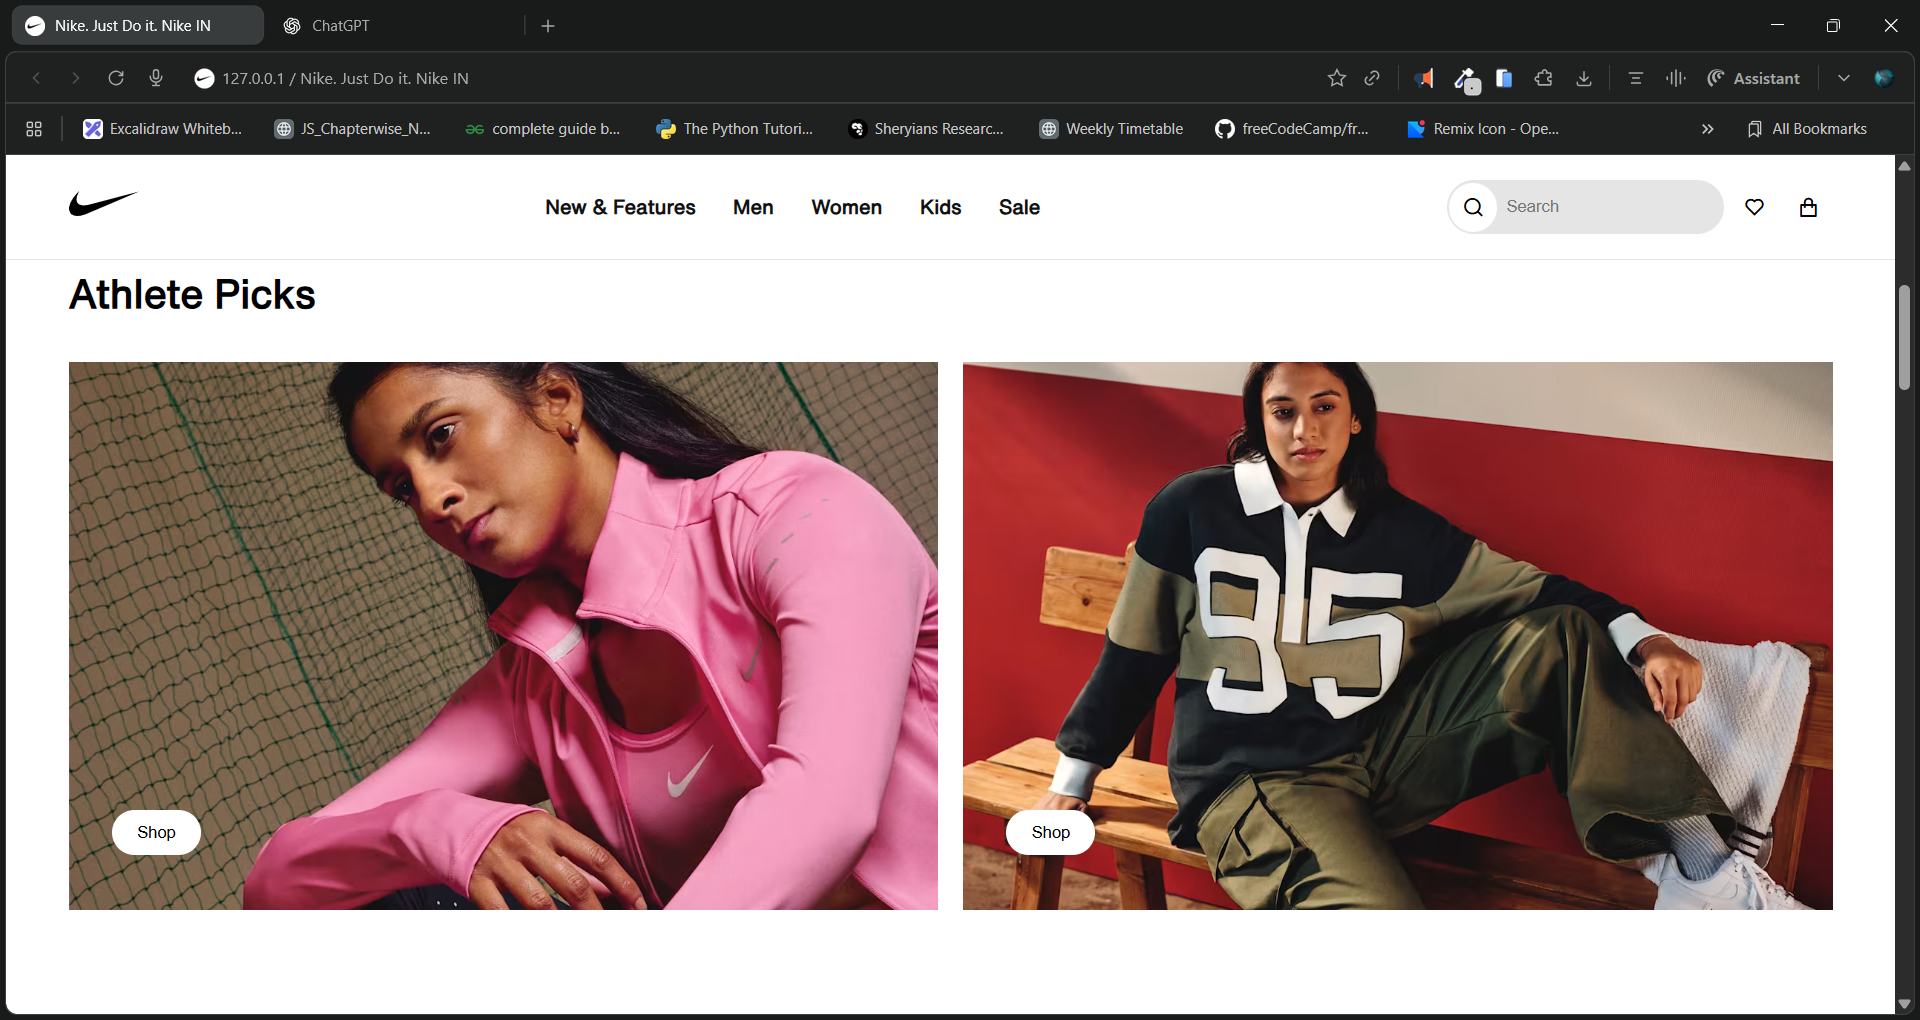 Nike. Just Do it. Nike IN
ChatGPT
127.0.0.1 / Nike. Just Do it. Nike IN
Assistant
Excalidraw Whiteb...
JS_Chapterwise_N...
complete guide b...
The Python Tutori...
Sheryians Researc...
Weekly Timetable
freeCodeCamp/fr...
Remix Icon - Ope...
All Bookmarks
New & Features
Men
Women
Kids
Sale
Search
Athlete Picks
95
Shop
Shop